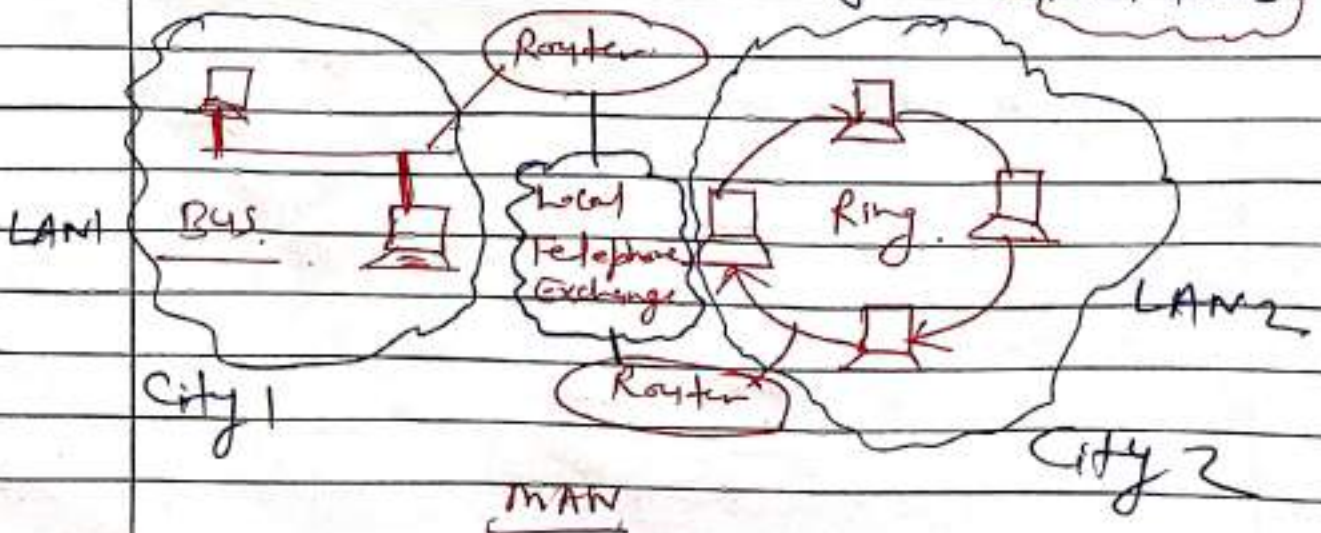 Router
LAN1
Bus.
Local
Telephone
Exchange
Ring.
LAN2
Router
City 1
City 2
MAN